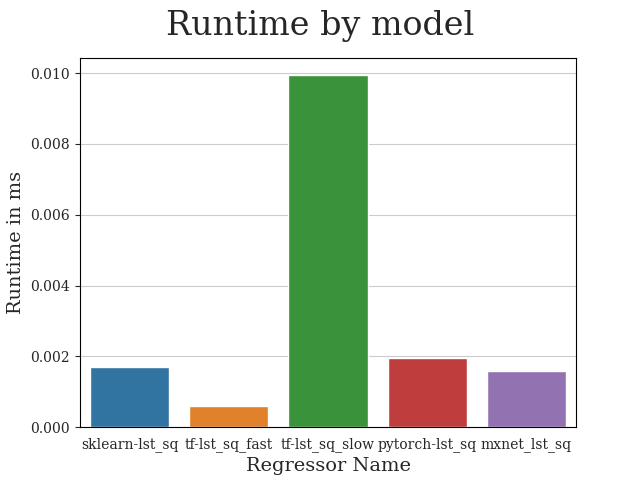 Runtime by model
Runtime in ms
0.010
0.008
0.006
0.004
0.002
0.000
sklearn-lst_sq tf-lst_sq_fast tf-lst_sq_slow pytorch-lst_sq mxnet_lst_sq
Regressor Name